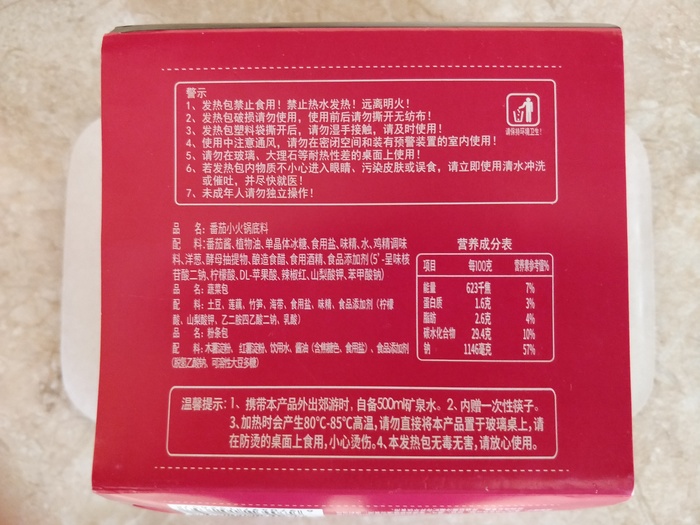 警示
1、发热包禁止食用！禁止热水发热！远离明火！
2、发热包破损请勿使用，使用前后请勿撕开无纺布！
3、发热包塑料袋撕开后，请勿湿手接触，请及时使用！
4、使用中注意通风，请勿在密闭空间和装有预警装置的室内使用！
5、请勿在玻璃、大理石等耐热性差的桌面上使用！
6、若发热包内物质不小心进入眼睛、污染皮肤或误食，请立即使用清水冲洗
或催吐，并尽快就医！
7、未成年人请勿独立操作！
请保持环境卫生！
品 名：番茄小火锅底料
配 料：番茄酱、植物油、单晶体冰糖、食用盐、味精、水、鸡精调味
料、洋葱、酵母抽提物、酿造食醋、食用酒精、食品添加剂（5'-呈味核
苷酸二钠、柠檬酸、DL-苹果酸、辣椒红、山梨酸钾、苯甲酸钠）
品 名：蔬菜包
配 料：土豆、莲藕、竹笋、海带、食用盐、味精、食品添加剂（柠檬
酸、山梨酸钾、乙二胺四乙酸二钠、乳酸）
品 名：粉条包
配 料：木薯淀粉、红薯淀粉、饮用水、酱油（含焦糖色、食用盐）、食品添加剂
（脱氢乙酸钠、可溶性大豆多糖）
营养成分表
项目 每100克 营养素参考值%
能量 623千焦 7%
蛋白质 1.6克 3%
脂肪 2.6克 4%
碳水化合物 29.4克 10%
钠 1146毫克 57%
温馨提示：1、携带本产品外出郊游时，自备500ml矿泉水。2、内赠一次性筷子。
3、加热时会产生80℃-85℃高温，请勿直接将本产品置于玻璃桌上，请
在防烫的桌面上食用，小心烫伤。4、本发热包无毒无害，请放心使用。